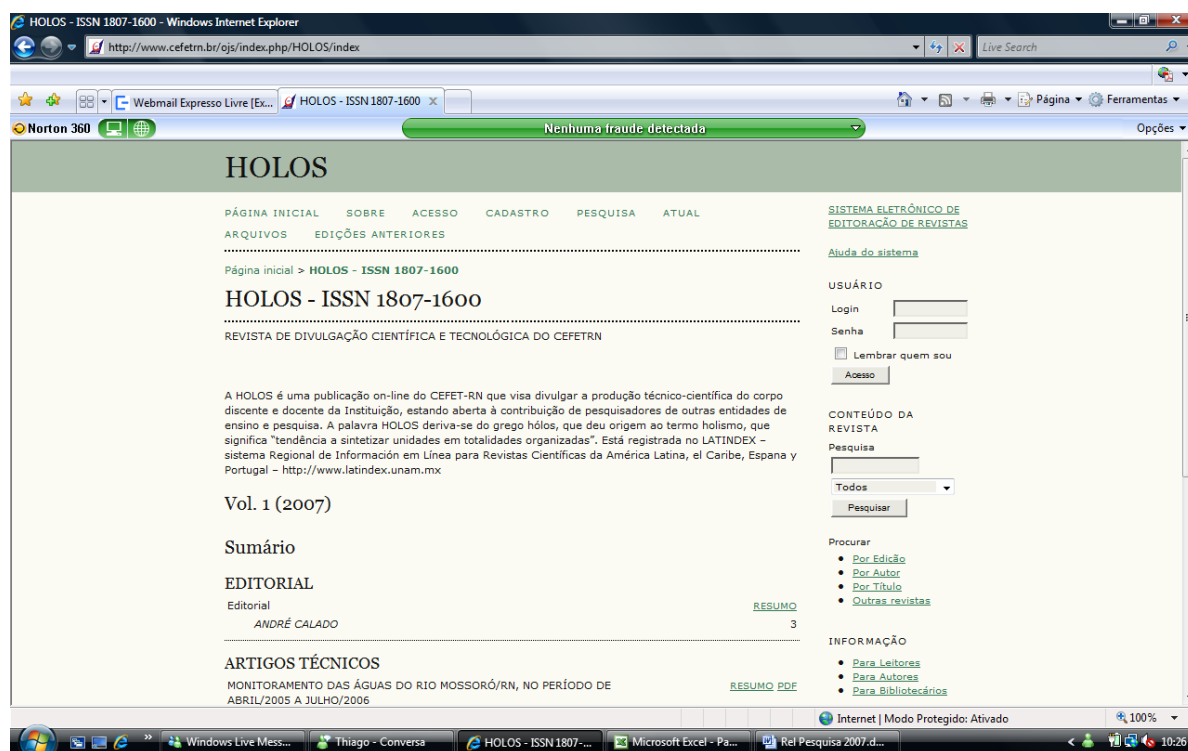 HOLOS - ISSN 1807-1600 - Windows Internet Explorer
http://www.cefetrn.br/ojs/index.php/HOLOS/index
Live Search
Webmail Expresso Livre [Ex...
HOLOS - ISSN 1807-1600
Página
Ferramentas
Norton 360
Nenhuma fraude detectada
Opções
HOLOS
PÁGINA INICIAL SOBRE ACESSO CADASTRO PESQUISA ATUAL
ARQUIVOS EDIÇÕES ANTERIORES
Página inicial > HOLOS - ISSN 1807-1600
HOLOS - ISSN 1807-1600
REVISTA DE DIVULGAÇÃO CIENTÍFICA E TECNOLÓGICA DO CEFETRN
A HOLOS é uma publicação on-line do CEFET-RN que visa divulgar a produção técnico-científica do corpo
discente e docente da Instituição, estando aberta à contribuição de pesquisadores de outras entidades de
ensino e pesquisa. A palavra HOLOS deriva-se do grego hólos, que deu origem ao termo holismo, que
significa “tendência a sintetizar unidades em totalidades organizadas”. Está registrada no LATINDEX –
sistema Regional de Información en Línea para Revistas Científicas da América Latina, el Caribe, Espana y
Portugal – http://www.latindex.unam.mx
Vol. 1 (2007)
Sumário
EDITORIAL
Editorial RESUMO
ANDRÉ CALADO 3
ARTIGOS TÉCNICOS
MONITORAMENTO DAS ÁGUAS DO RIO MOSSORÓ/RN, NO PERÍODO DE RESUMO PDF
ABRIL/2005 A JULHO/2006
SISTEMA ELETRÔNICO DE
EDITORAÇÃO DE REVISTAS
Ajuda do sistema
USUÁRIO
Login
Senha
Lembrar quem sou
Acesso
CONTEÚDO DA
REVISTA
Pesquisa
Todos
Pesquisar
Procurar
Por Edição
Por Autor
Por Título
Outras revistas
INFORMAÇÃO
Para Leitores
Para Autores
Para Bibliotecários
Internet | Modo Protegido: Ativado
100%
Windows Live Mess...
Thiago - Conversa
HOLOS - ISSN 1807-...
Microsoft Excel - Pa...
Rel Pesquisa 2007.d...
10:26